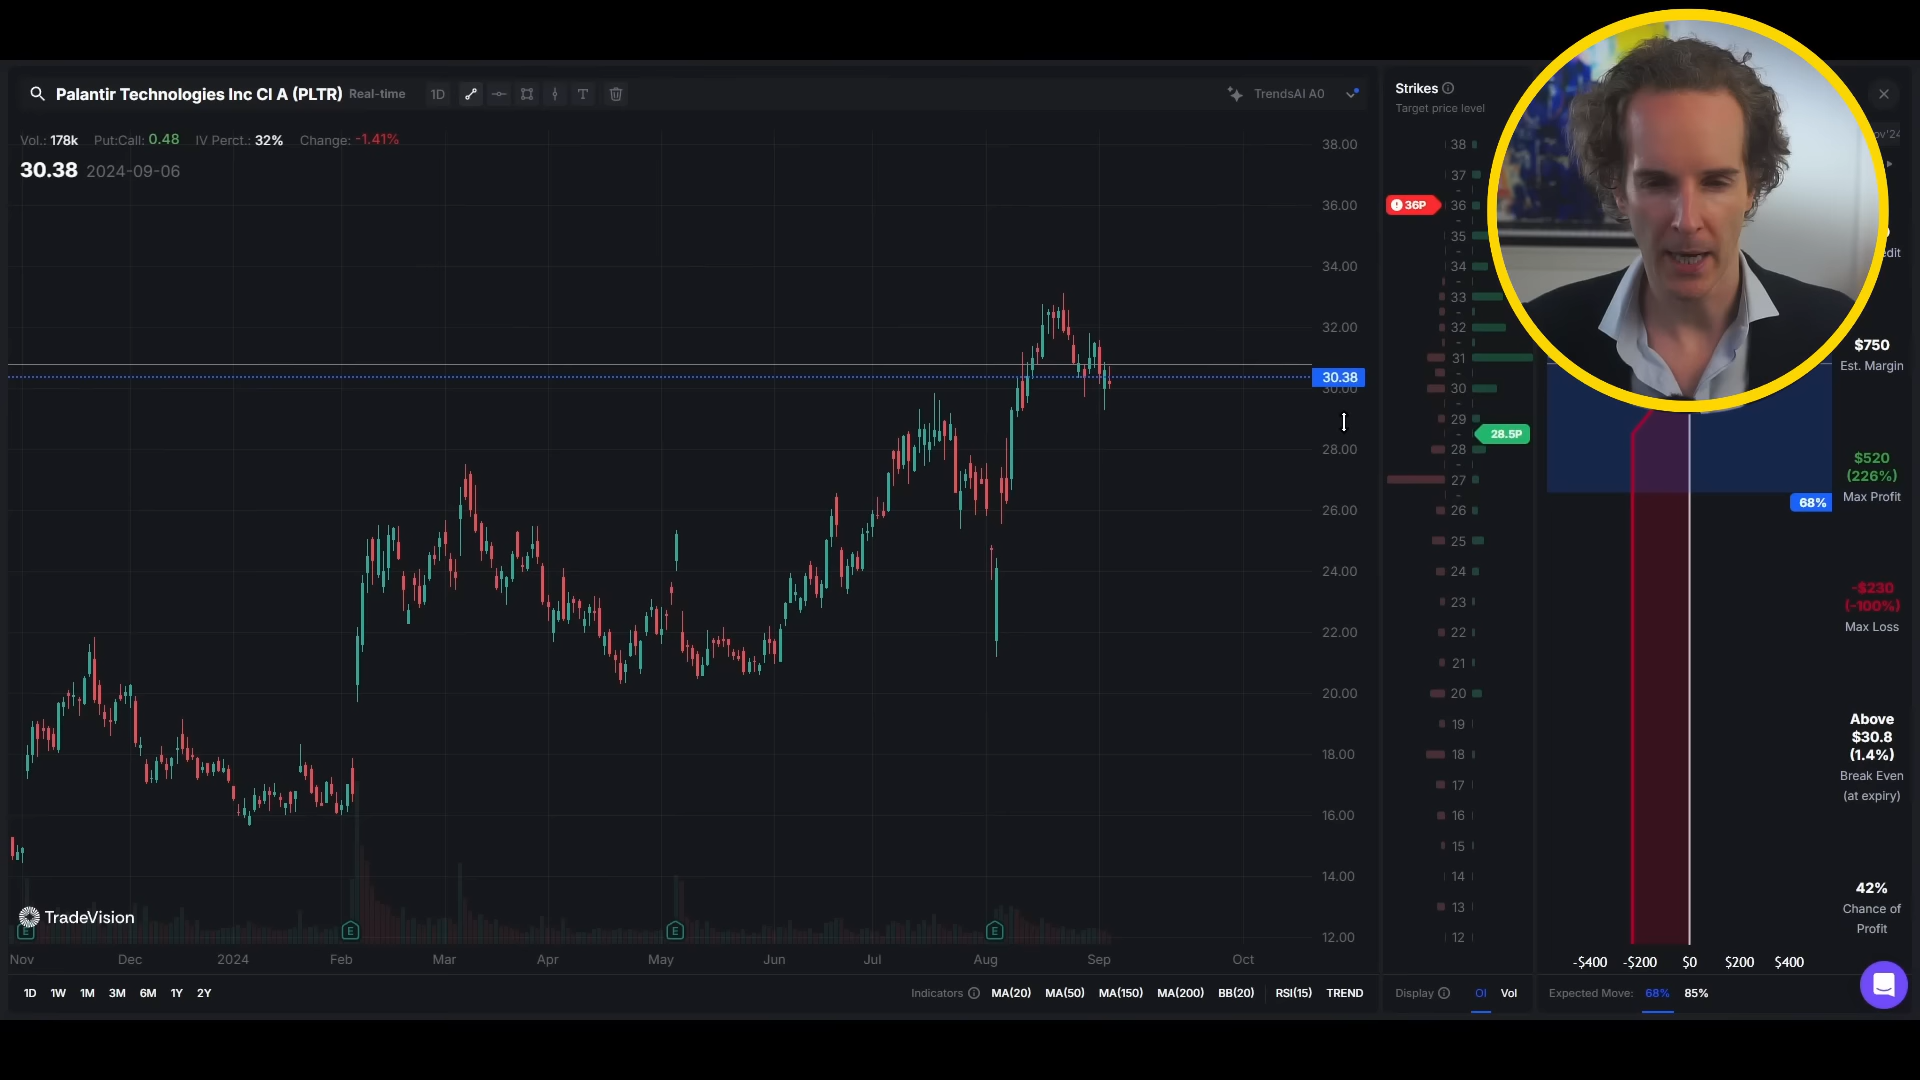 Palantir Technologies Inc Cl A (PLTR) Real-time 1D T
TrendsAI A0
Vol.: 178k Put:Call: 0.48 IV Perct.: 32% Change: -1.41%
30.38 2024-09-06
38.00
36.00
34.00
32.00
30.38
30.00
28.00
26.00
24.00
22.00
20.00
18.00
16.00
14.00
12.00
TradeVision
E E E E
Nov Dec 2024 Feb Mar Apr May Jun Jul Aug Sep Oct
1D 1W 1M 3M 6M 1Y 2Y
Indicators MA(20) MA(50) MA(150) MA(200) BB(20) RSI(15) TREND
Strikes
Target price level
38
37
36P 36
35
34
33
32
31
30
29
28.5P
28
27
26
25
24
23
22
21
20
19
18
17
16
15
14
13
12
Display OI Vol
$750
Est. Margin
$520
(226%)
Max Profit
68%
-$230
(-100%)
Max Loss
Above
$30.8
(1.4%)
Break Even
(at expiry)
42%
Chance of
Profit
-$400 -$200 $0 $200 $400
Expected Move: 68% 85%